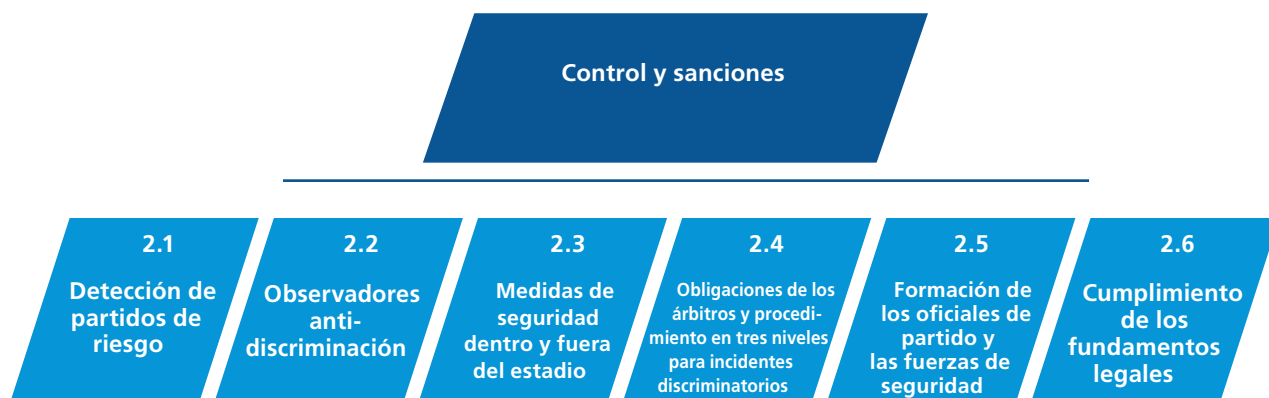 Control y sanciones
2.1
Detección de
partidos de
riesgo
2.2
Observadores
anti-
discriminación
2.3
Medidas de
seguridad
dentro y fuera
del estadio
2.4
Obligaciones de los
árbitros y procedi-
miento en tres niveles
para incidentes
discriminatorios
2.5
Formación de
los oficiales de
partido y
las fuerzas de
seguridad
2.6
Cumplimiento
de los
fundamentos
legales